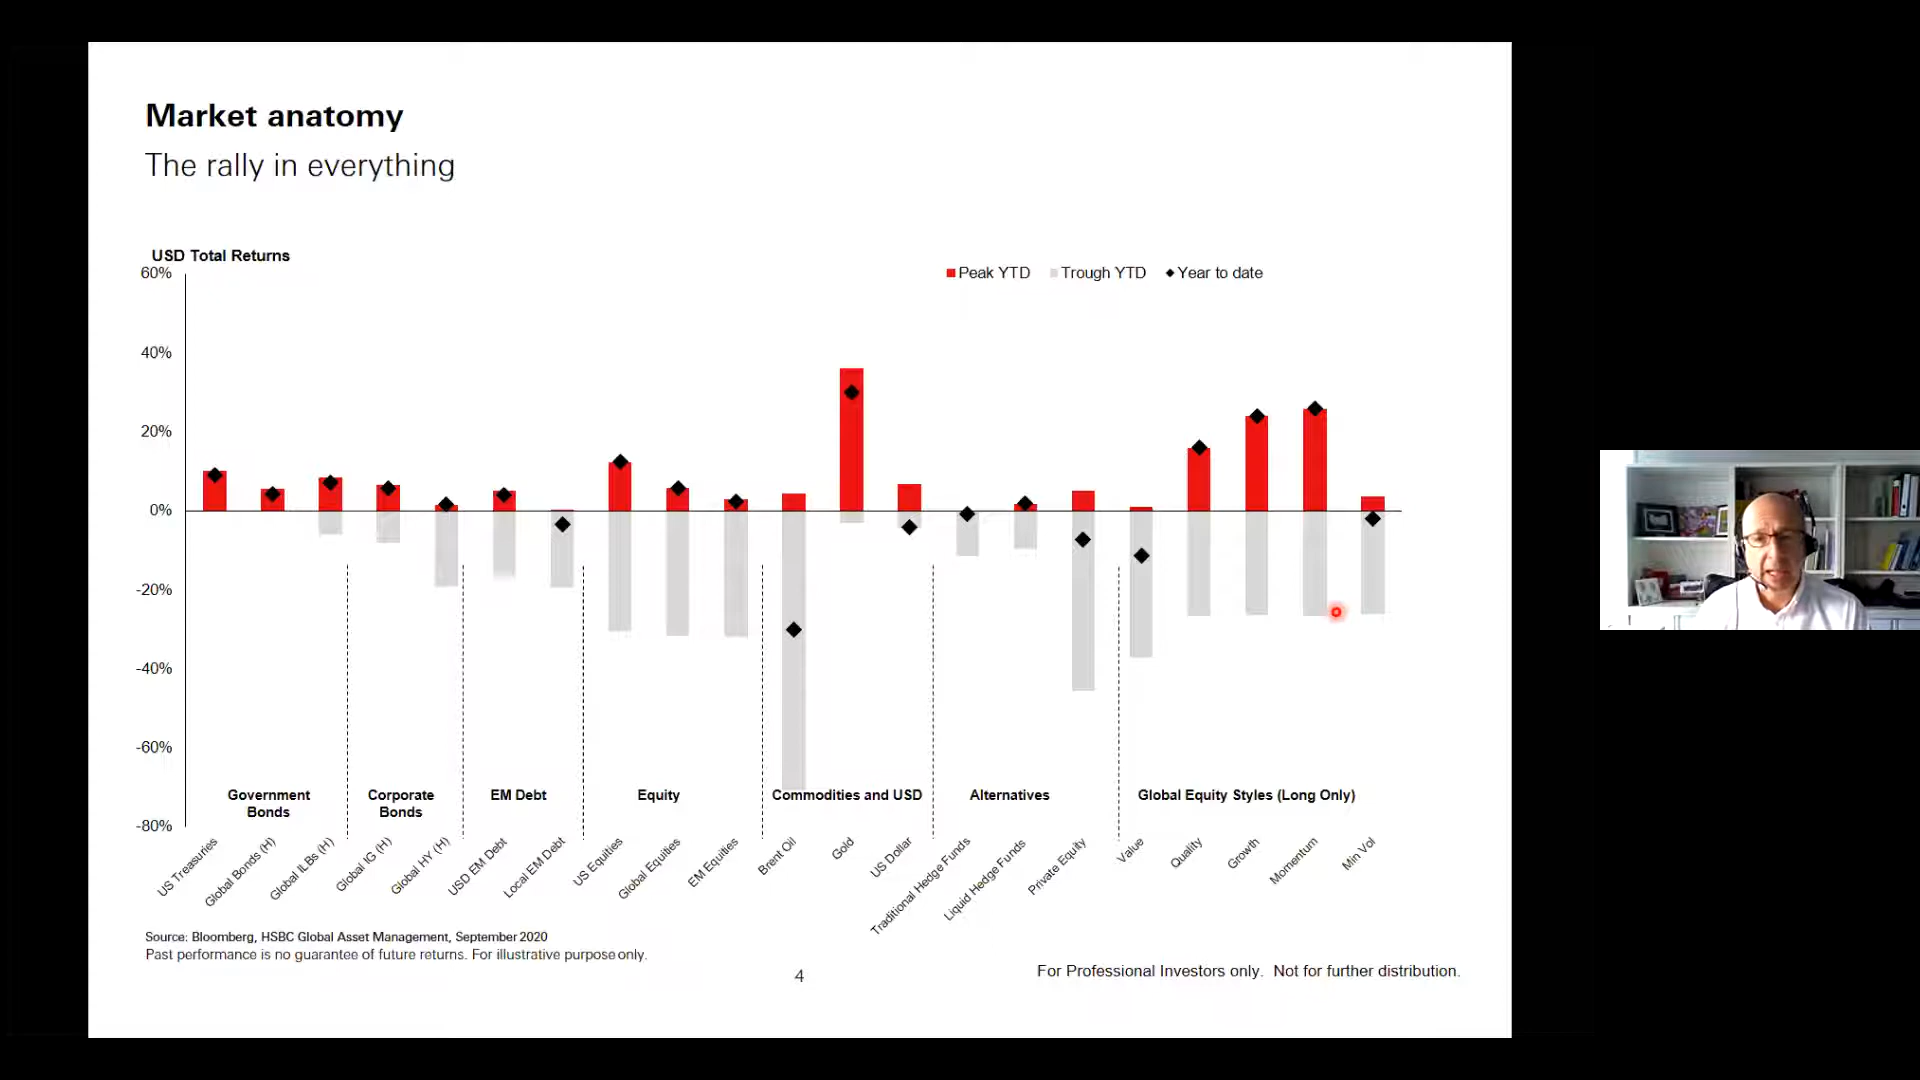 Market anatomy
The rally in everything
USD Total Returns
Peak YTD Trough YTD Year to date
60%
40%
20%
0%
-20%
-40%
-60%
-80%
Government
Bonds
Corporate
Bonds
EM Debt
Equity
Commodities and USD
Alternatives
Global Equity Styles (Long Only)
US Treasuries
Global Bonds (H)
Global ILBs (H)
Global IG (H)
Global HY (H)
USD EM Debt
Local EM Debt
US Equities
Global Equities
EM Equities
Brent Oil
Gold
US Dollar
Traditional Hedge Funds
Liquid Hedge Funds
Private Equity
Value
Quality
Growth
Momentum
Min Vol
Source: Bloomberg, HSBC Global Asset Management, September 2020
Past performance is no guarantee of future returns. For illustrative purpose only.
4
For Professional Investors only. Not for further distribution.